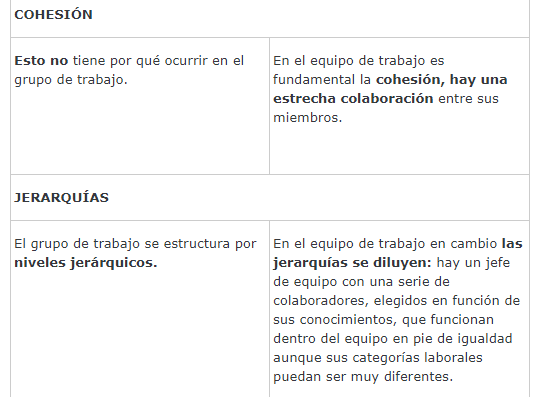 COHESIÓN
Esto no tiene por qué ocurrir en el
grupo de trabajo.
En el equipo de trabajo es
fundamental la cohesión, hay una
estrecha colaboración entre sus
miembros.
JERARQUÍAS
El grupo de trabajo se estructura por
niveles jerárquicos.
En el equipo de trabajo en cambio las
jerarquías se diluyen: hay un jefe
de equipo con una serie de
colaboradores, elegidos en función de
sus conocimientos, que funcionan
dentro del equipo en pie de igualdad
aunque sus categorías laborales
puedan ser muy diferentes.